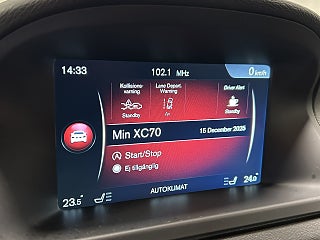 14:33 102.1 MHz 0 km/h
Kollisions-
varning
Standby
Lane Depart.
Warning
Driver Alert
Standby
Min XC70 15 December 2025
Start/Stop
Ej tillgänglig
23.5° AUTOKLIMAT 24.0°